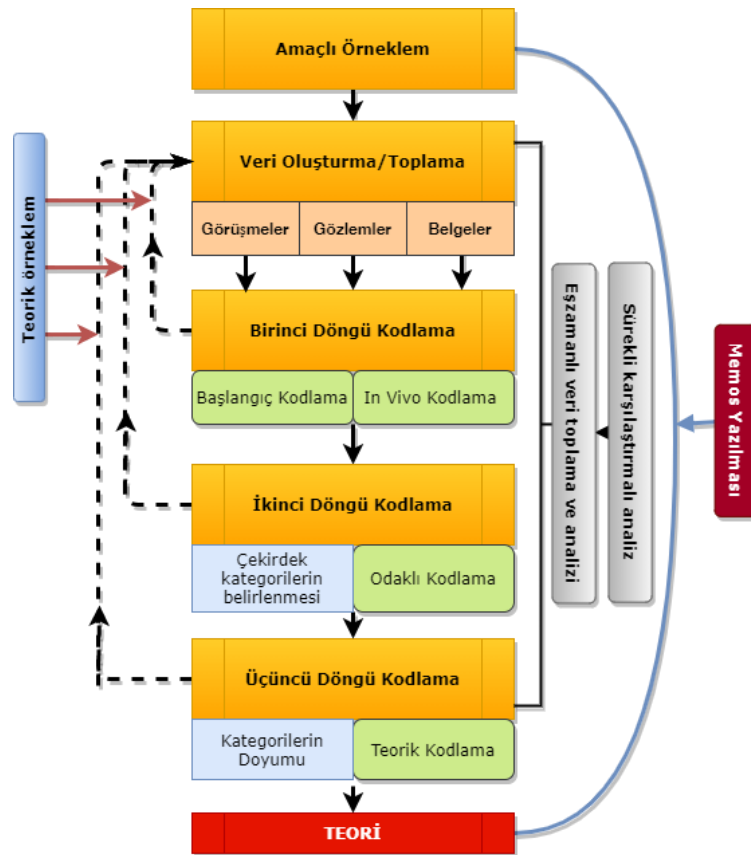 Amaçlı Örneklem
Veri Oluşturma/Toplama
Görüşmeler
Gözlemler
Belgeler
Birinci Döngü Kodlama
Başlangıç Kodlama
In Vivo Kodlama
İkinci Döngü Kodlama
Çekirdek
kategorilerin
belirlenmesi
Odaklı Kodlama
Üçüncü Döngü Kodlama
Kategorilerin
Doyumu
Teorik Kodlama
TEORİ
Teorik örneklem
Eşzamanlı veri toplama ve analizi
Sürekli karşılaştırmalı analiz
Memos Yazılması